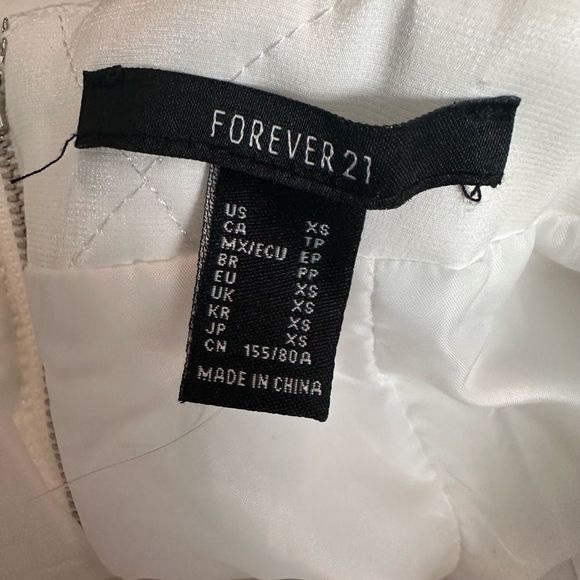 FOREVER 21
US XS
CA TP
MX/ECU EP
BR PP
EU XS
UK XS
KR XS
JP XS
CN 155/80A
MADE IN CHINA